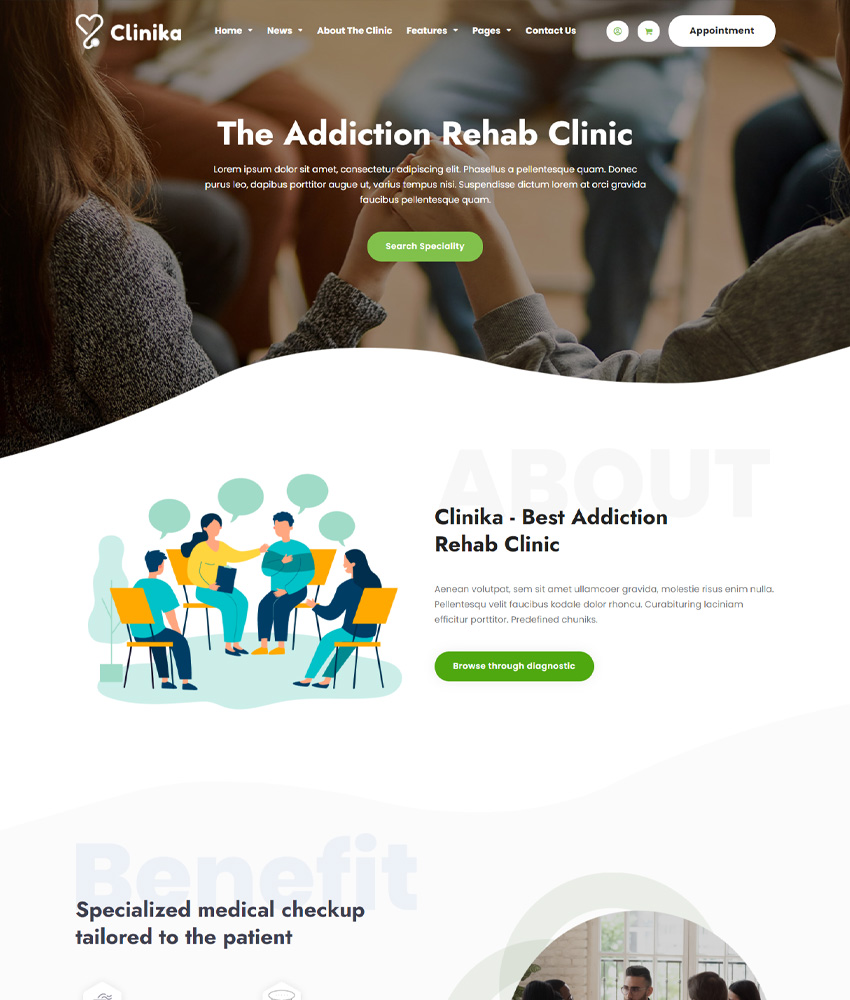 Clinika
Home News About The Clinic Features Pages Contact Us Appointment
The Addiction Rehab Clinic
Lorem ipsum dolor sit amet, consectetur adipiscing elit. Phasellus a pellentesque quam. Donec
purus leo, dapibus porttitor augue ut, varius tempus nisi. Suspendisse dictum lorem at orci gravida
faucibus pellentesque quam.
Search Speciality
ABOUT
Clinika - Best Addiction
Rehab Clinic
Aenean volutpat, sem sit amet ullamcoer gravida, molestie risus enim nulla.
Pellentesqu velit faucibus kodale dolor rhoncu. Curabituring laciniam
efficitur porttitor. Predefined chuniks.
Browse through diagnostic
Benefit
Specialized medical checkup
tailored to the patient